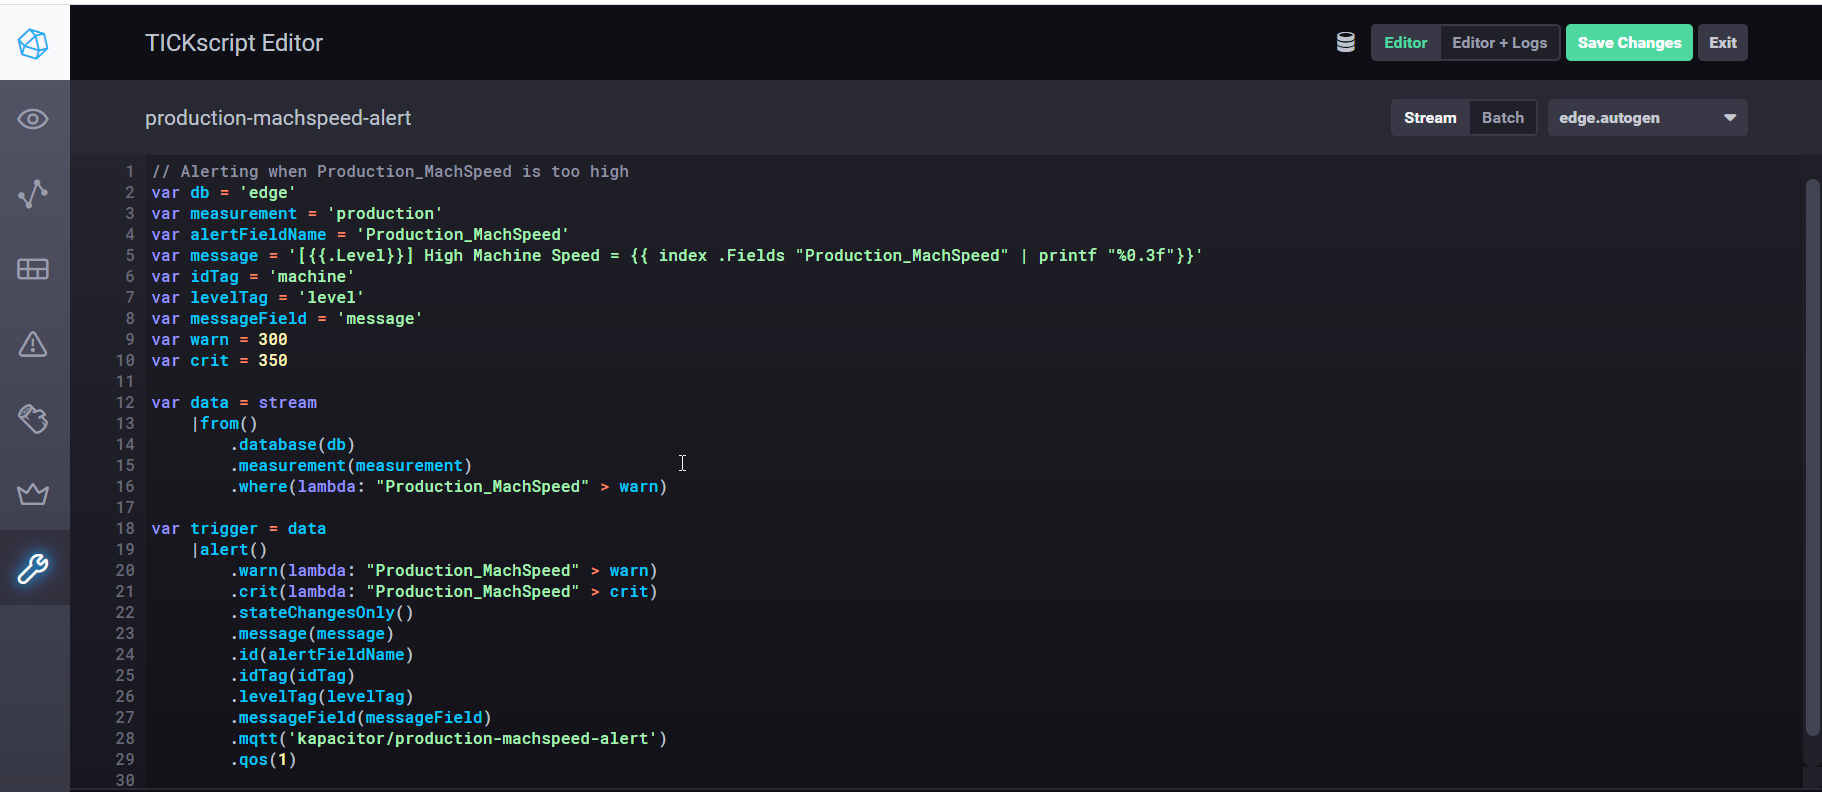 TICKscript Editor
Editor
Editor + Logs
Save Changes
Exit
production-machspeed-alert
Stream
Batch
edge.autogen
1 // Alerting when Production_MachSpeed is too high
2 var db = 'edge'
3 var measurement = 'production'
4 var alertFieldName = 'Production_MachSpeed'
5 var message = '[{{.Level}}] High Machine Speed = {{ index .Fields "Production_MachSpeed" | printf "%0.3f"}}'
6 var idTag = 'machine'
7 var levelTag = 'level'
8 var messageField = 'message'
9 var warn = 300
10 var crit = 350
11
12 var data = stream
13     |from()
14         .database(db)
15         .measurement(measurement)
16         .where(lambda: "Production_MachSpeed" > warn)
17
18 var trigger = data
19     |alert()
20         .warn(lambda: "Production_MachSpeed" > warn)
21         .crit(lambda: "Production_MachSpeed" > crit)
22         .stateChangesOnly()
23         .message(message)
24         .id(alertFieldName)
25         .idTag(idTag)
26         .levelTag(levelTag)
27         .messageField(messageField)
28         .mqtt('kapacitor/production-machspeed-alert')
29         .qos(1)
30